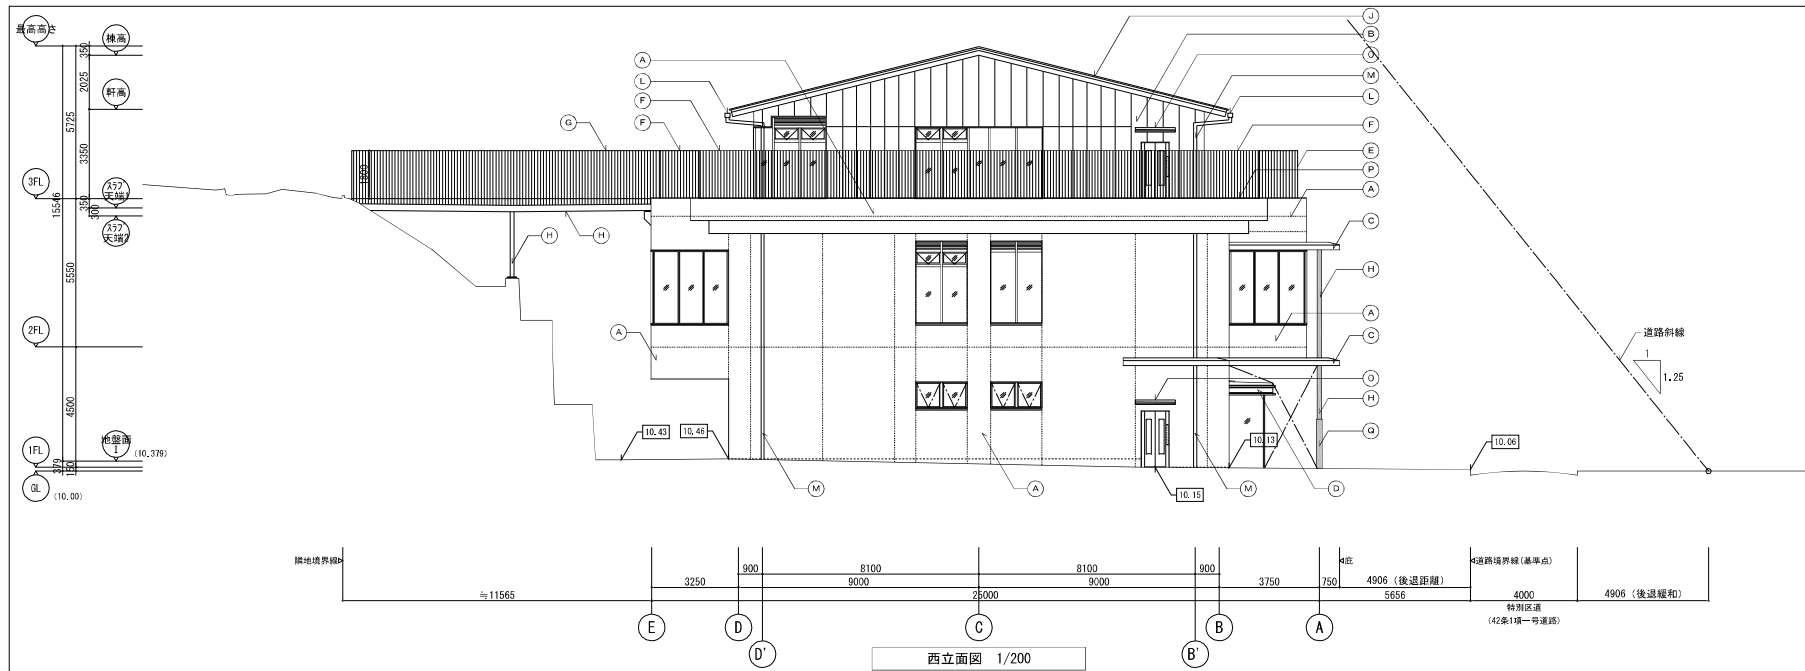 最高高さ
棟高
軒高
350
2025
5725
3350
15546
3FL
ｽﾗﾌﾞ
天端1
350
300
ｽﾗﾌﾞ
天端2
5550
2FL
4500
1FL
地盤面
I
(10.379)
379
150
GL
(10.00)
1800
A
L
F
G
F
H
H
A
J
B
O
M
L
F
E
P
A
C
H
A
C
O
H
Q
道路斜線
1
1.25
10.43
10.46
10.13
10.06
10.15
M
A
M
D
隣地境界線
庇
道路境界線(基準点)
900
8100
8100
900
3250
9000
9000
3750
750
4906 (後退距離)
≒11565
25000
5656
4000
4906 (後退緩和)
特別区道
(42条1項一号道路)
E
D
C
B
A
D'
B'
西立面図 1/200